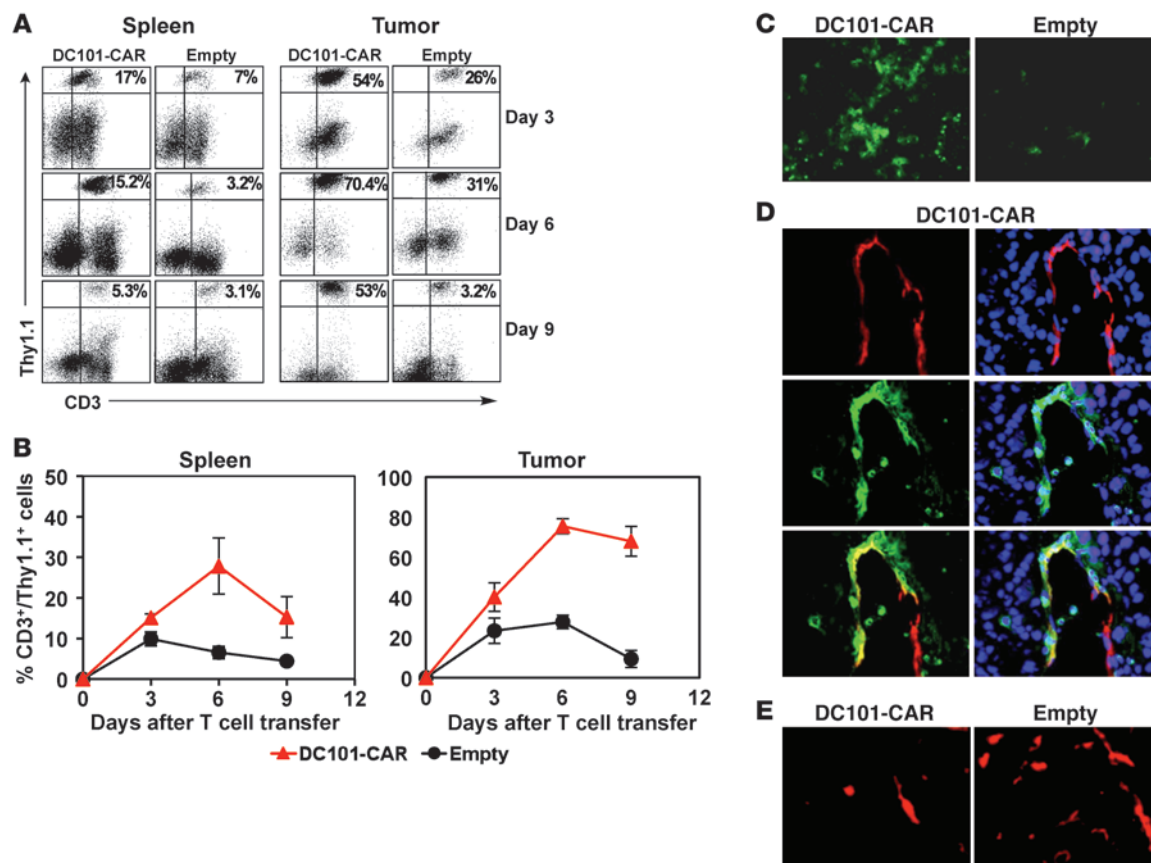 A
Spleen
Tumor
DC101-CAR
Empty
DC101-CAR
Empty
17%
7%
54%
26%
Day 3
15.2%
3.2%
70.4%
31%
Day 6
5.3%
3.1%
53%
3.2%
Day 9
Thy1.1
CD3
B
Spleen
Tumor
% CD3+/Thy1.1+ cells
50
40
30
20
10
0
0 3 6 9 12
Days after T cell transfer
100
80
60
40
20
0
0 3 6 9 12
Days after T cell transfer
DC101-CAR
Empty
C
DC101-CAR
Empty
D
DC101-CAR
E
DC101-CAR
Empty